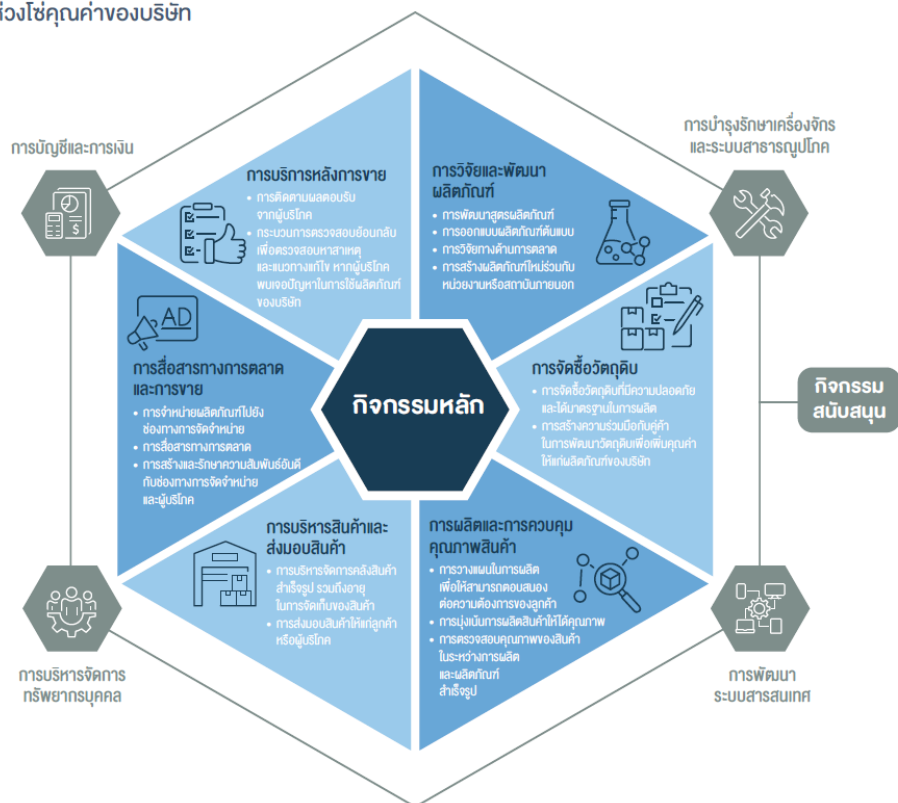 ห่วงโซ่คุณค่าของบริษัท
การบัญชีและการเงิน
การบำรุงรักษาเครื่องจักร
และระบบสาธารณูปโภค
การบริการหลังการขาย
• การติดตามผลตอบรับ
จากผู้บริโภค
• กระบวนการตรวจสอบย้อนกลับ
เพื่อตรวจสอบหาสาเหตุ
และแนวทางแก้ไข หากผู้บริโภค
พบเจอปัญหาในการใช้ผลิตภัณฑ์
ของบริษัท
การวิจัยและพัฒนา
ผลิตภัณฑ์
• การพัฒนาสูตรผลิตภัณฑ์
• การออกแบบผลิตภัณฑ์ต้นแบบ
• การวิจัยทางด้านการตลาด
• การสร้างผลิตภัณฑ์ใหม่ร่วมกับ
หน่วยงานหรือสถาบันภายนอก
AD
การสื่อสารทางการตลาด
และการขาย
• การจำหน่ายผลิตภัณฑ์ไปยัง
ช่องทางการจัดจำหน่าย
• การสื่อสารทางการตลาด
• การสร้างและรักษาความสัมพันธ์อันดี
กับช่องทางการจัดจำหน่าย
และผู้บริโภค
กิจกรรมหลัก
การจัดซื้อวัตถุดิบ
• การจัดซื้อวัตถุดิบที่มีความปลอดภัย
และได้มาตรฐานในการผลิต
• การสร้างความร่วมมือกับคู่ค้า
ในการพัฒนาวัตถุดิบเพื่อเพิ่มคุณค่า
ให้แก่ผลิตภัณฑ์ของบริษัท
กิจกรรม
สนับสนุน
การบริหารสินค้าและ
ส่งมอบสินค้า
• การบริหารจัดการคลังสินค้า
สำเร็จรูป รวมถึงอายุ
ในการจัดเก็บของสินค้า
• การส่งมอบสินค้าให้แก่ลูกค้า
หรือผู้บริโภค
การผลิตและการควบคุม
คุณภาพสินค้า
• การวางแผนในการผลิต
เพื่อให้สามารถตอบสนอง
ต่อความต้องการของลูกค้า
• การมุ่งเน้นการผลิตสินค้าให้ได้คุณภาพ
• การตรวจสอบคุณภาพของสินค้า
ในระหว่างการผลิต
และผลิตภัณฑ์
สำเร็จรูป
การบริหารจัดการ
ทรัพยากรบุคคล
การพัฒนา
ระบบสารสนเทศ